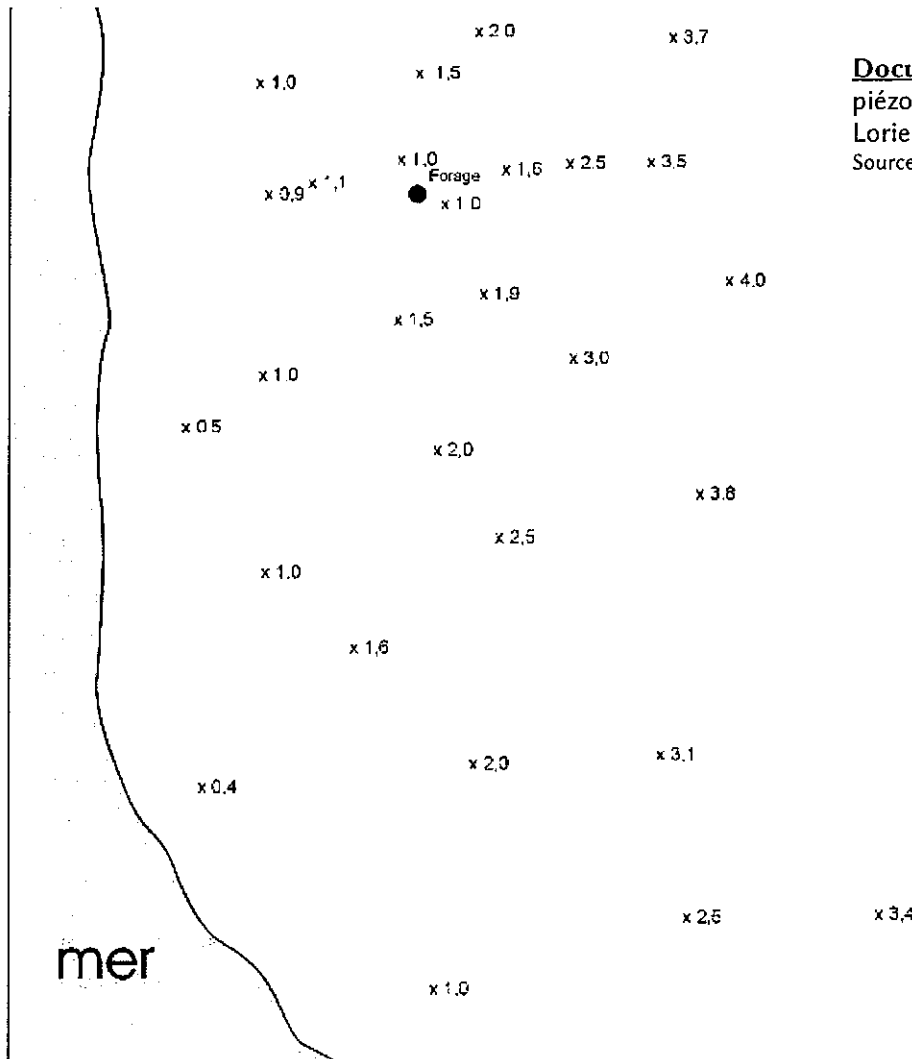 x 2.0
x 3.7
Docu
x 1,5
x 1.0
piézo
Lorie
x 1.0
x 1,6
x 2.5
x 3.5
Source
Forage
x 1,1
x 0,9
x 1.0
x 4.0
x 1,9
x 1,5
x 3,0
x 1.0
x 0.5
x 2,0
x 3.8
x 2,5
x 1.0
x 1,6
x 3,1
x 2,0
x 0.4
x 2,5
x 3,4
mer
x 1,0